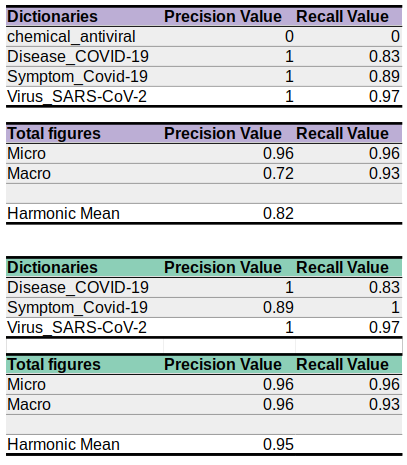 Dictionaries Precision Value Recall Value
chemical_antiviral 0 0
Disease_COVID-19 1 0.83
Symptom_Covid-19 1 0.89
Virus_SARS-CoV-2 1 0.97
Total figures Precision Value Recall Value
Micro 0.96 0.96
Macro 0.72 0.93
Harmonic Mean 0.82
Dictionaries Precision Value Recall Value
Disease_COVID-19 1 0.83
Symptom_Covid-19 0.89 1
Virus_SARS-CoV-2 1 0.97
Total figures Precision Value Recall Value
Micro 0.96 0.96
Macro 0.96 0.93
Harmonic Mean 0.95